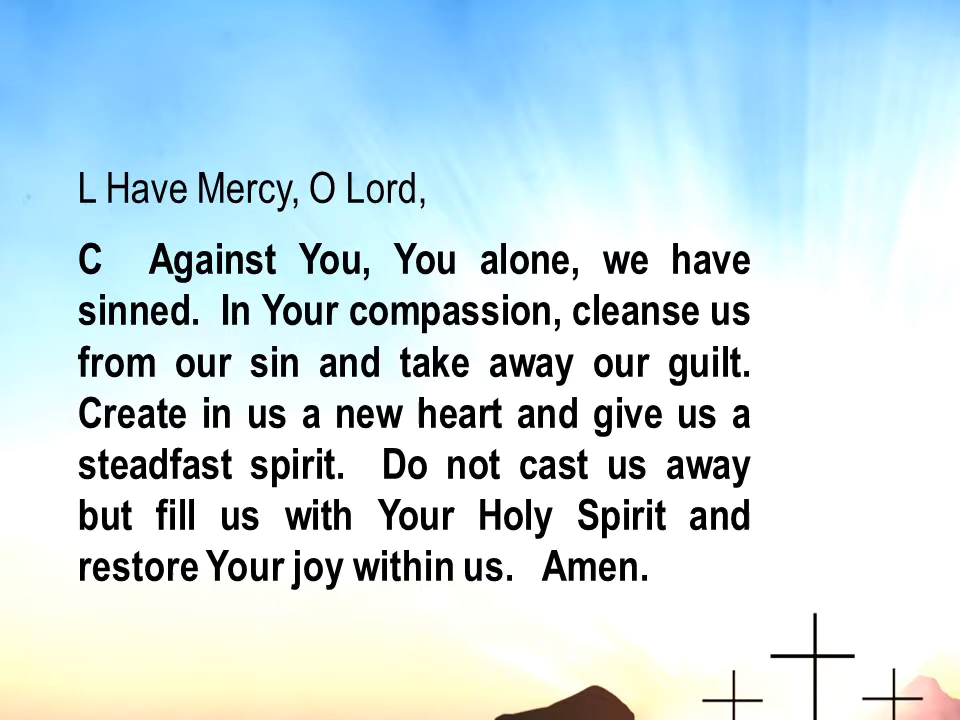 L Have Mercy, O Lord,
C Against You, You alone, we have
sinned. In Your compassion, cleanse us
from our sin and take away our guilt.
Create in us a new heart and give us a
steadfast spirit. Do not cast us away
but fill us with Your Holy Spirit and
restore Your joy within us. Amen.